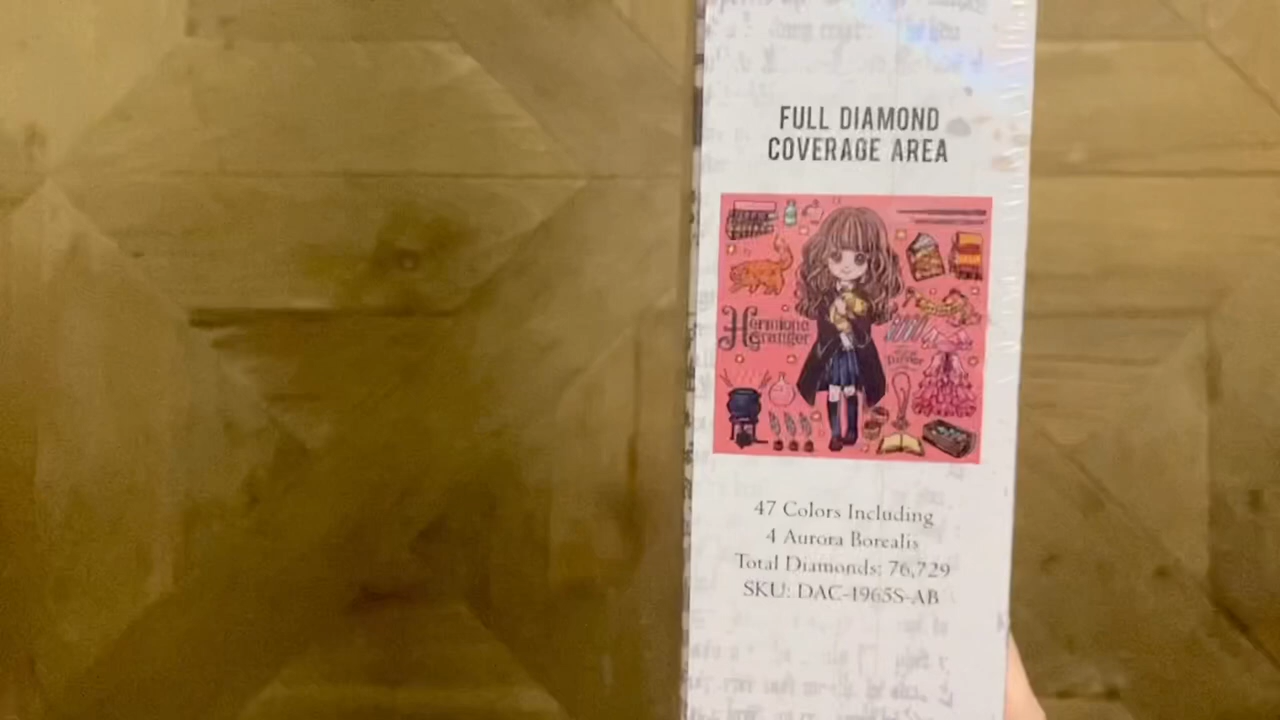 FULL DIAMOND
COVERAGE AREA
Hermione
Granger
47 Colors Including
4 Aurora Borealis
Total Diamonds: 76,729
SKU: DAC-1965S-AB